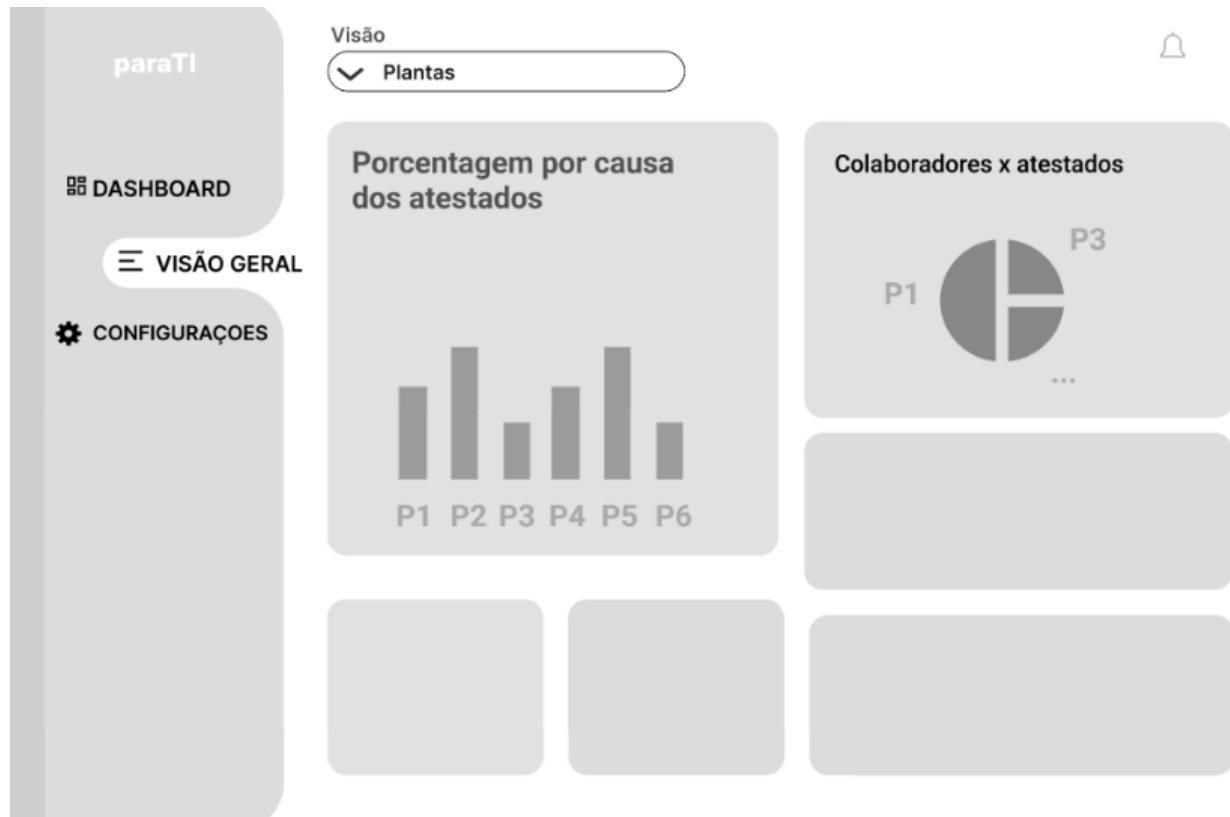 paraTI
DASHBOARD
VISÃO GERAL
CONFIGURAÇOES
Visão
Plantas
Porcentagem por causa
dos atestados
P1 P2 P3 P4 P5 P6
Colaboradores x atestados
P3
P1
...